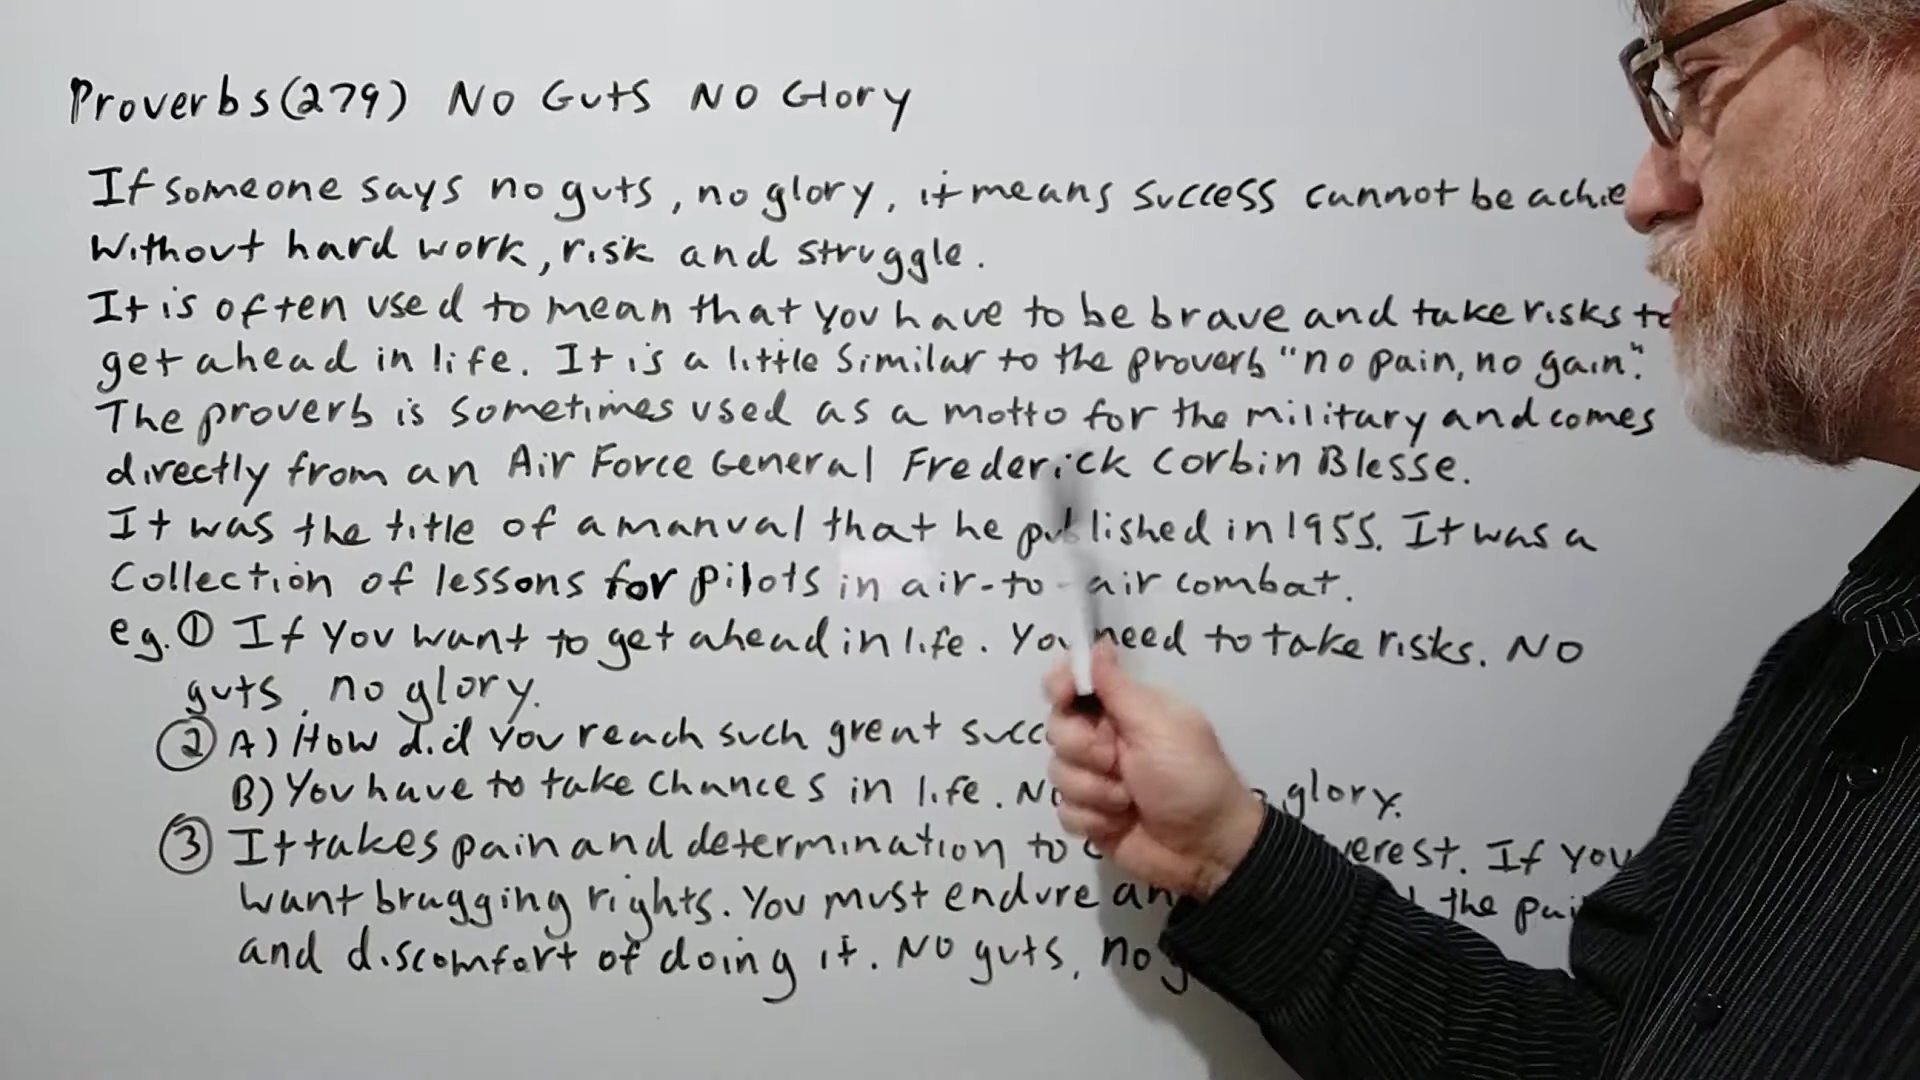 Proverbs (279) No Guts No Glory
If someone says no guts, no glory, it means success cannot be achie
without hard work, risk and struggle.
It is often used to mean that you have to be brave and take risks to
get ahead in life. It is a little similar to the proverb "no pain, no gain".
The proverb is sometimes used as a motto for the military and comes
directly from an Air Force General Frederick Corbin Blesse.
It was the title of a manual that he published in 1955. It was a
collection of lessons for pilots in air-to-air combat.
eg. ① If you want to get ahead in life. You need to take risks. No
guts, no glory.
② A) How did you reach such great succ
B) You have to take chances in life. No glory.
③ It takes pain and determination to erest. If you
want bragging rights. You must endure an the pai
and discomfort of doing it. No guts, no g